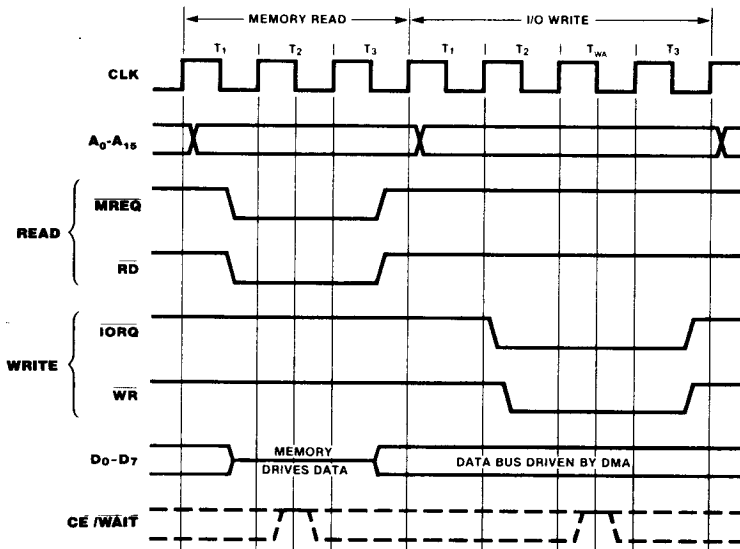 MEMORY READ I/O WRITE
T1 T2 T3 T1 T2 TWA T3
CLK
A0-A15
READ
MREQ
RD
WRITE
IORQ
WR
D0-D7
MEMORY
DRIVES DATA
DATA BUS DRIVEN BY DMA
CE/WAIT